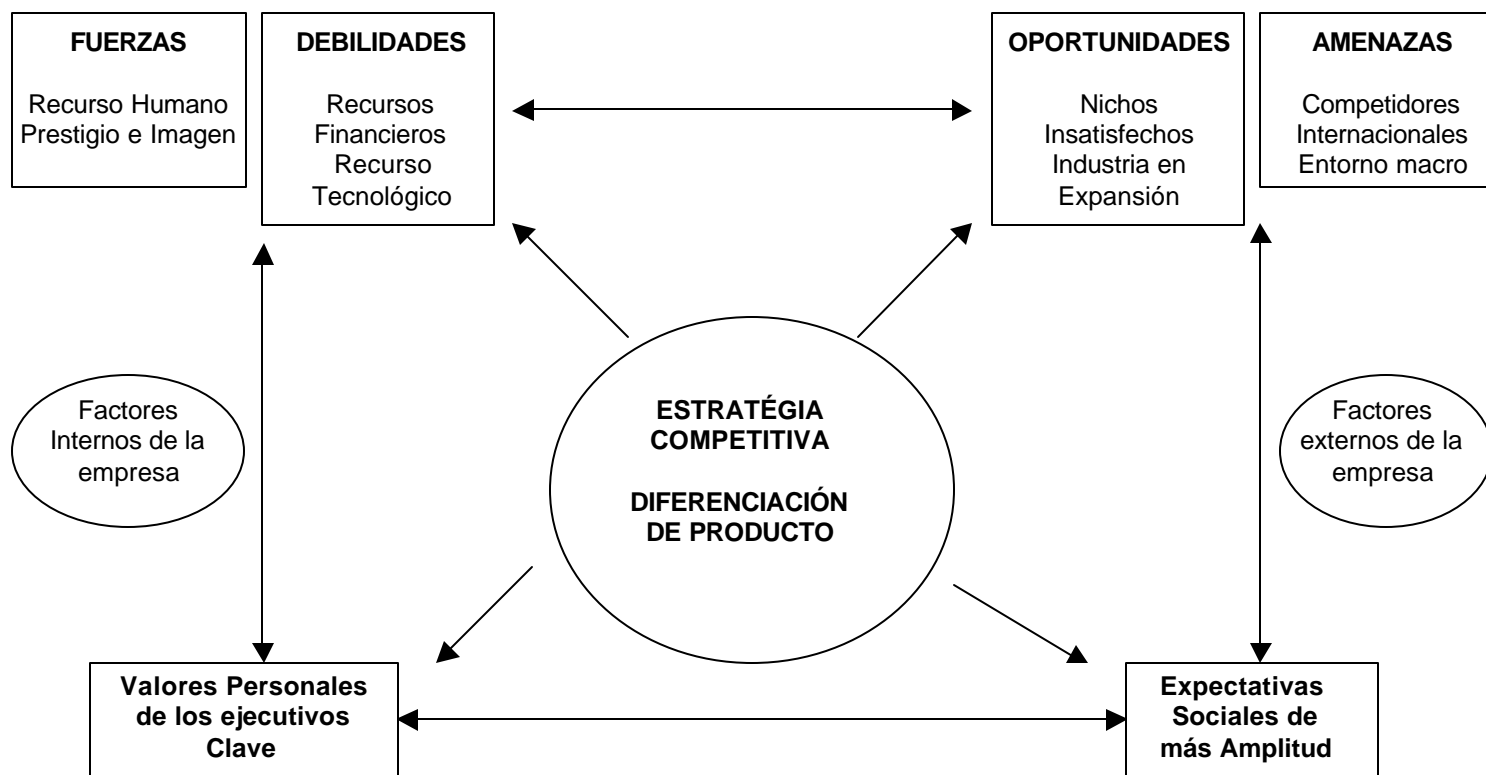 FUERZAS
Recurso Humano
Prestigio e Imagen
DEBILIDADES
Recursos
Financieros
Recurso
Tecnológico
OPORTUNIDADES
Nichos
Insatisfechos
Industria en
Expansión
AMENAZAS
Competidores
Internacionales
Entorno macro
Factores
Internos de la
empresa
ESTRATÉGIA
COMPETITIVA
DIFERENCIACIÓN
DE PRODUCTO
Factores
externos de la
empresa
Valores Personales
de los ejecutivos
Clave
Expectativas
Sociales de
más Amplitud